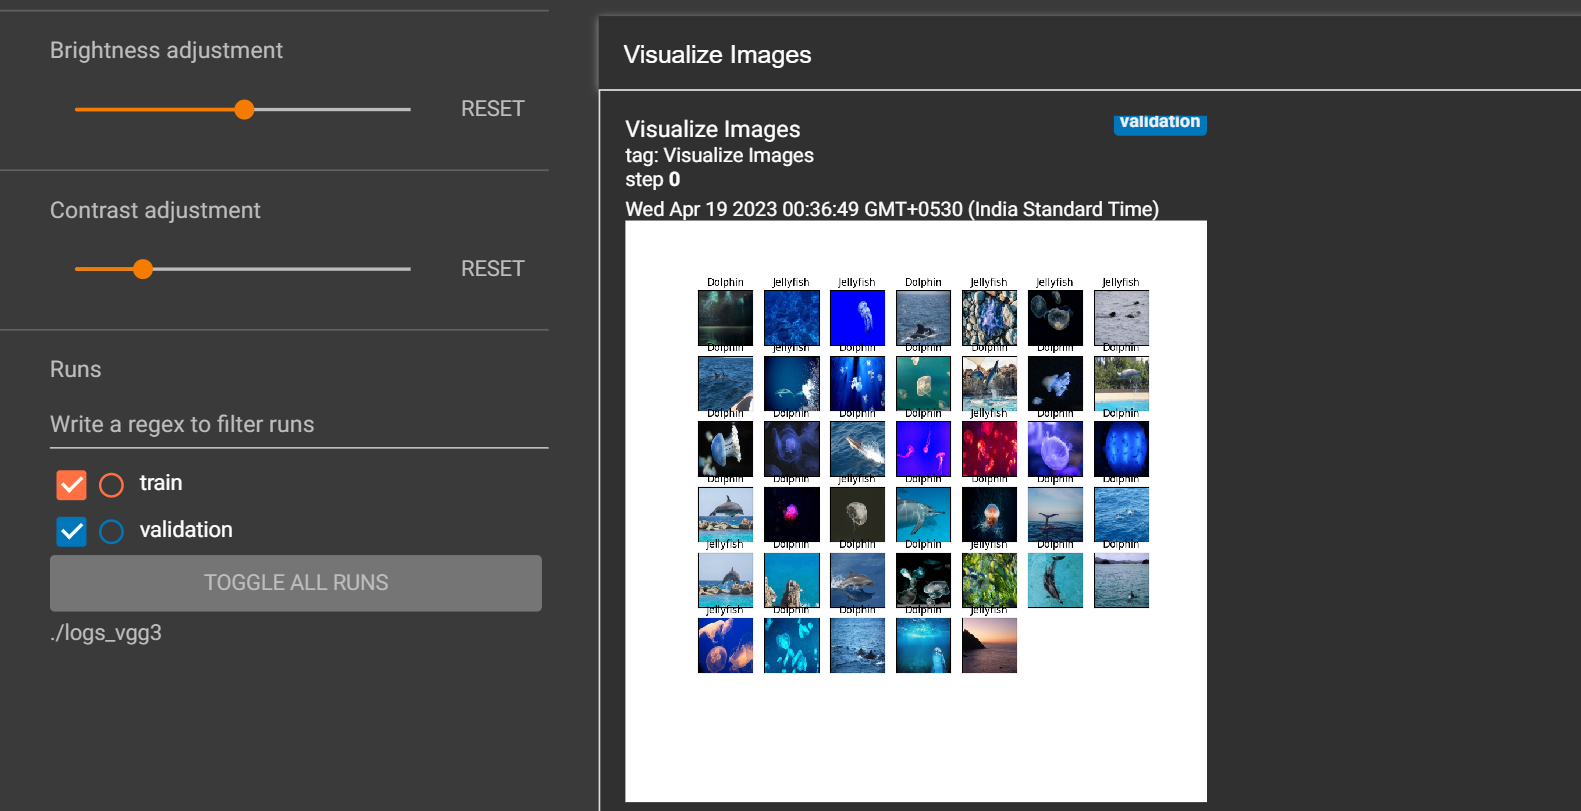 Brightness adjustment
RESET
Contrast adjustment
RESET
Runs
Write a regex to filter runs
train
validation
TOGGLE ALL RUNS
./logs_vgg3
Visualize Images
Visualize Images
validation
tag: Visualize Images
step 0
Wed Apr 19 2023 00:36:49 GMT+0530 (India Standard Time)
Dolphin Jellyfish Jellyfish Dolphin Jellyfish Jellyfish Jellyfish
Dolphin Jellyfish Dolphin Dolphin Dolphin Dolphin Dolphin
Dolphin Dolphin Dolphin Dolphin Jellyfish Dolphin Dolphin
Dolphin Dolphin Jellyfish Dolphin Dolphin Dolphin Dolphin
Jellyfish Dolphin Dolphin Dolphin Jellyfish Dolphin Dolphin
Jellyfish Dolphin Dolphin Dolphin Jellyfish